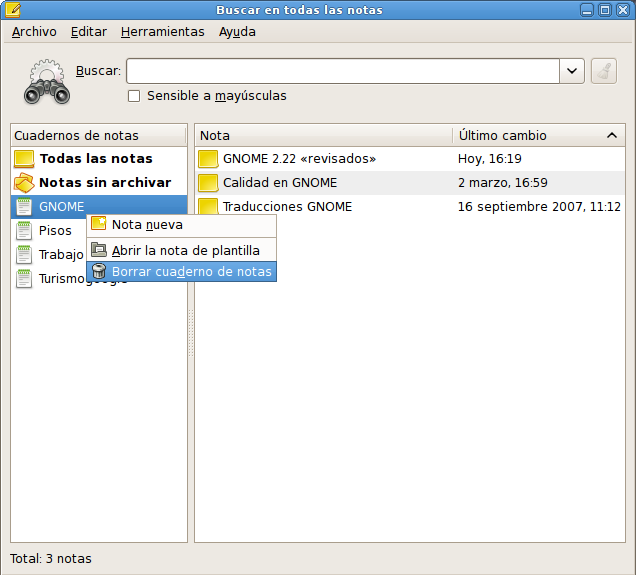 Buscar en todas las notas
Archivo Editar Herramientas Ayuda
Buscar:
Sensible a mayúsculas
Cuadernos de notas Nota Último cambio
Todas las notas GNOME 2.22 «revisados» Hoy, 16:19
Notas sin archivar Calidad en GNOME 2 marzo, 16:59
GNOME Traducciones GNOME 16 septiembre 2007, 11:12
Pisos Nota nueva
Trabajo Abrir la nota de plantilla
Borrar cuaderno de notas
Turismogoogle
Total: 3 notas